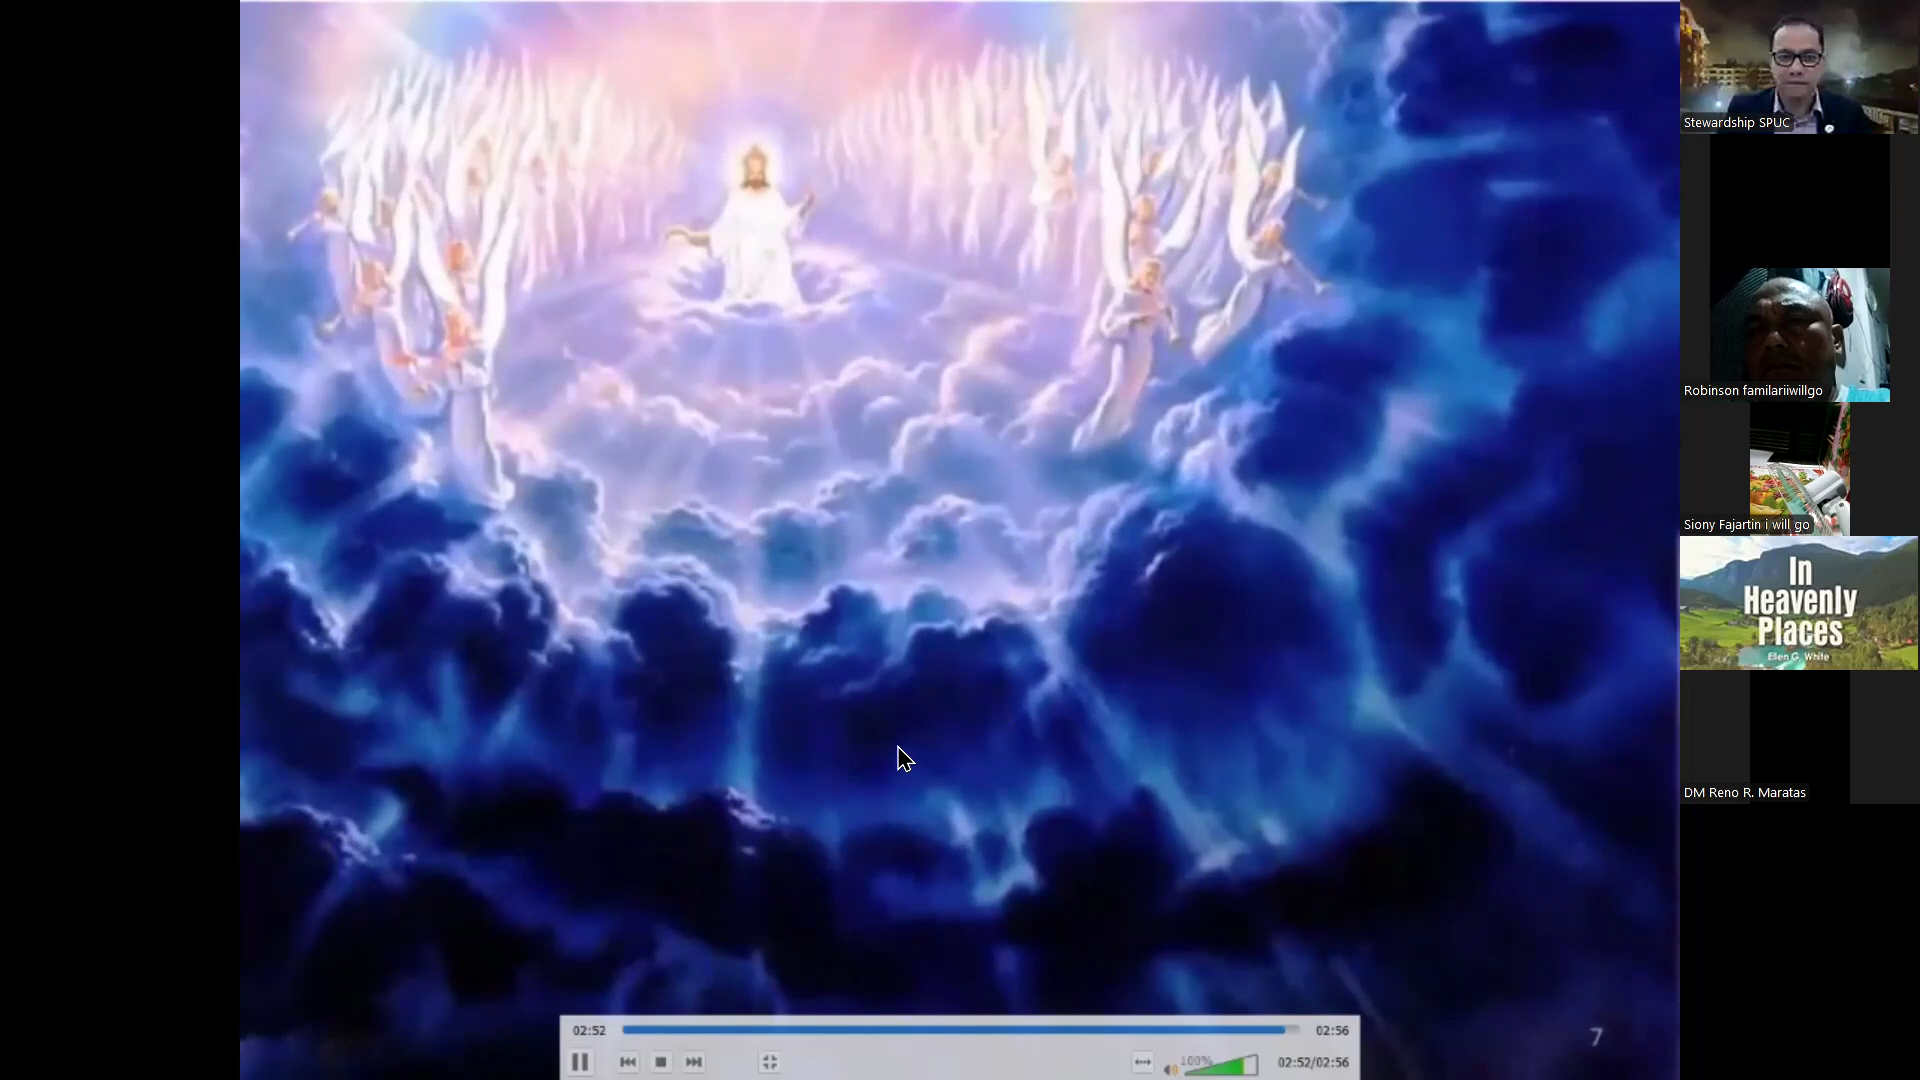 Stewardship SPUC
Robinson familariiwillgo
Siony Fajartin i will go
In
Heavenly
Places
Ellen G. White
DM Reno R. Maratas
02:52
02:56
100%
02:52/02:56
7